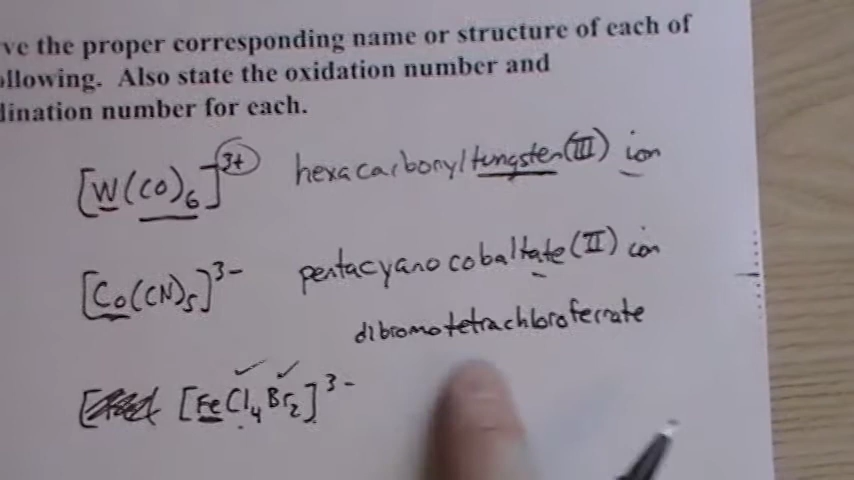 ve the proper corresponding name or structure of each of
ollowing. Also state the oxidation number and
dination number for each.
[W(CO)6]3+ hexacarbonyltungsten(III) ion
[Co(CN)5]3- pentacyanocobaltate(II) ion
dibromotetrachloroferrate
[FeCl4Br2]3-